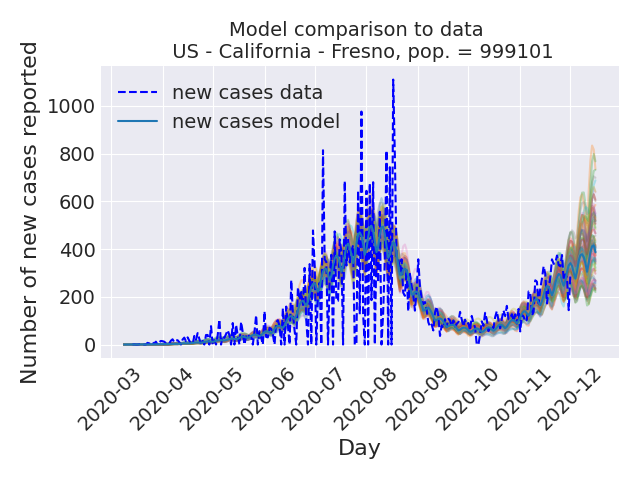 Model comparison to data
US - California - Fresno, pop. = 999101
Number of new cases reported
1000
800
600
400
200
0
new cases data
new cases model
2020-03
2020-04
2020-05
2020-06
2020-07
2020-08
2020-09
2020-10
2020-11
2020-12
Day